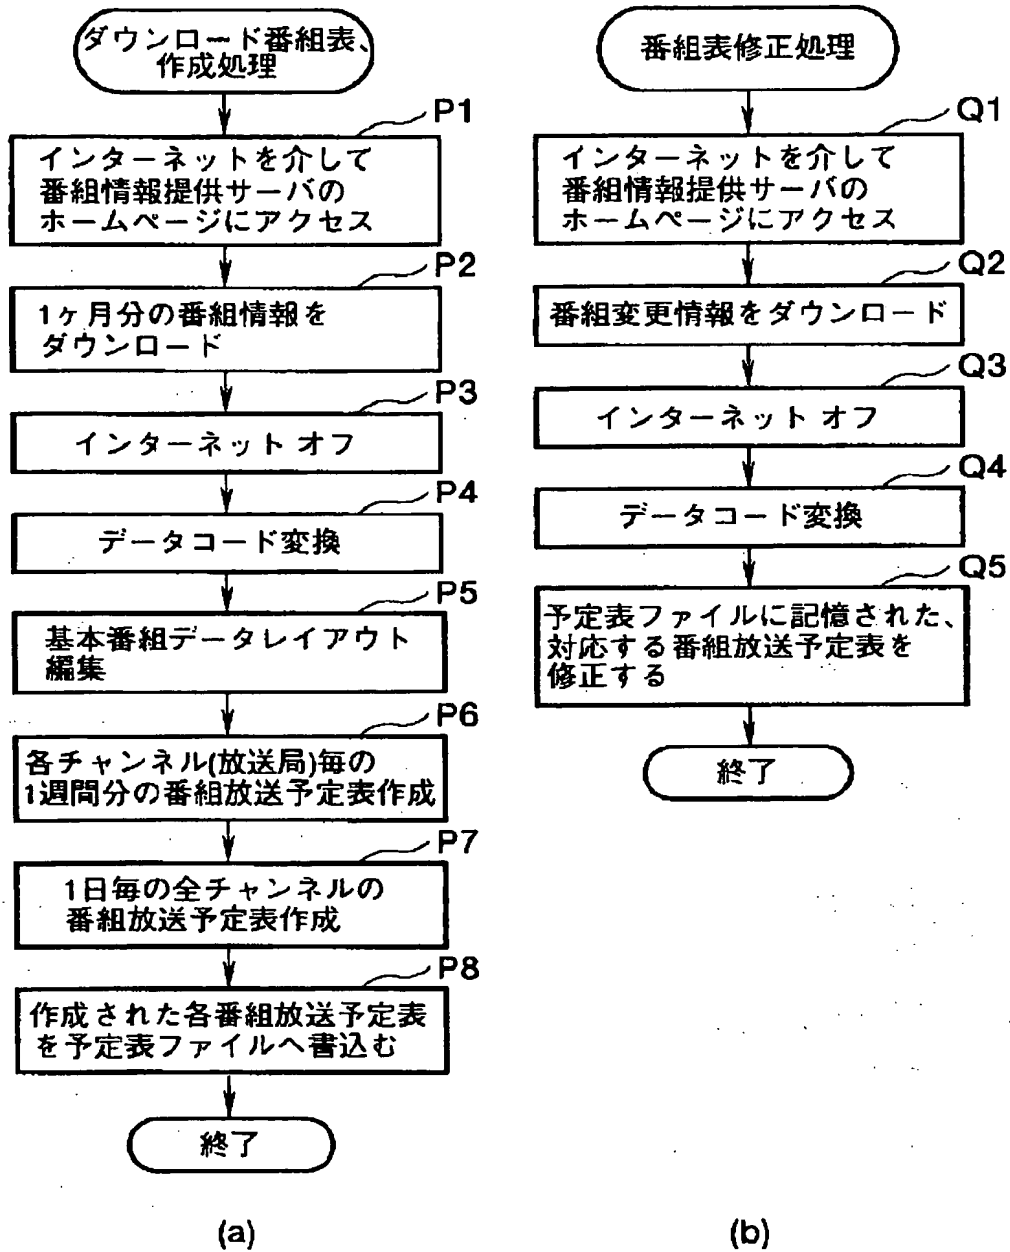 ダウンロード番組表、
作成処理
P1
インターネットを介して
番組情報提供サーバの
ホームページにアクセス
P2
1ヶ月分の番組情報を
ダウンロード
P3
インターネット オフ
P4
データコード変換
P5
基本番組データレイアウト
編集
P6
各チャンネル(放送局)毎の
1週間分の番組放送予定表作成
P7
1日毎の全チャンネルの
番組放送予定表作成
P8
作成された各番組放送予定表
を予定表ファイルへ書込む
終了
(a)
番組表修正処理
Q1
インターネットを介して
番組情報提供サーバの
ホームページにアクセス
Q2
番組変更情報をダウンロード
Q3
インターネット オフ
Q4
データコード変換
Q5
予定表ファイルに記憶された、
対応する番組放送予定表を
修正する
終了
(b)